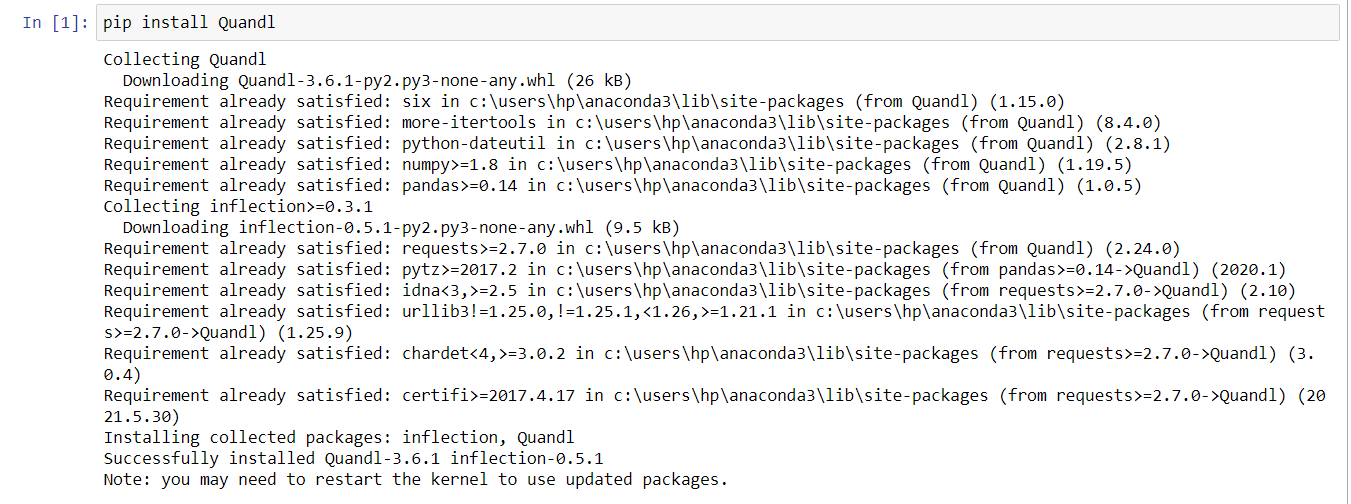 In [1]: pip install Quandl
Collecting Quandl
  Downloading Quandl-3.6.1-py2.py3-none-any.whl (26 kB)
Requirement already satisfied: six in c:\users\hp\anaconda3\lib\site-packages (from Quandl) (1.15.0)
Requirement already satisfied: more-itertools in c:\users\hp\anaconda3\lib\site-packages (from Quandl) (8.4.0)
Requirement already satisfied: python-dateutil in c:\users\hp\anaconda3\lib\site-packages (from Quandl) (2.8.1)
Requirement already satisfied: numpy>=1.8 in c:\users\hp\anaconda3\lib\site-packages (from Quandl) (1.19.5)
Requirement already satisfied: pandas>=0.14 in c:\users\hp\anaconda3\lib\site-packages (from Quandl) (1.0.5)
Collecting inflection>=0.3.1
  Downloading inflection-0.5.1-py2.py3-none-any.whl (9.5 kB)
Requirement already satisfied: requests>=2.7.0 in c:\users\hp\anaconda3\lib\site-packages (from Quandl) (2.24.0)
Requirement already satisfied: pytz>=2017.2 in c:\users\hp\anaconda3\lib\site-packages (from pandas>=0.14->Quandl) (2020.1)
Requirement already satisfied: idna<3,>=2.5 in c:\users\hp\anaconda3\lib\site-packages (from requests>=2.7.0->Quandl) (2.10)
Requirement already satisfied: urllib3!=1.25.0,!=1.25.1,<1.26,>=1.21.1 in c:\users\hp\anaconda3\lib\site-packages (from request
s>=2.7.0->Quandl) (1.25.9)
Requirement already satisfied: chardet<4,>=3.0.2 in c:\users\hp\anaconda3\lib\site-packages (from requests>=2.7.0->Quandl) (3.
0.4)
Requirement already satisfied: certifi>=2017.4.17 in c:\users\hp\anaconda3\lib\site-packages (from requests>=2.7.0->Quandl) (20
21.5.30)
Installing collected packages: inflection, Quandl
Successfully installed Quandl-3.6.1 inflection-0.5.1
Note: you may need to restart the kernel to use updated packages.